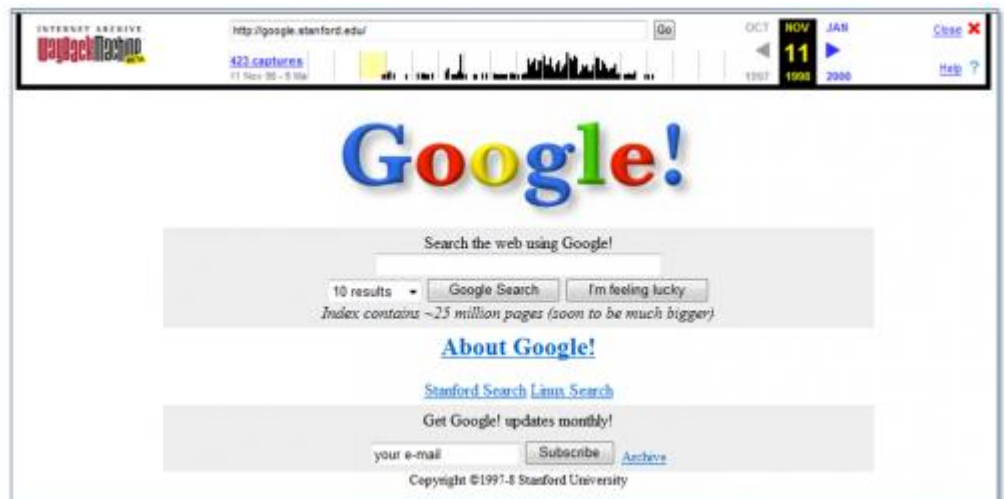 INTERNET ARCHIVE
WayBackMachine
BETA
http://google.stanford.edu/
Go
OCT NOV JAN
Close
423 captures
11
1997 1998 2000
Help ?
Google!
Search the web using Google!
10 results Google Search I'm feeling lucky
Index contains ~25 million pages (soon to be much bigger)
About Google!
Stanford Search Linux Search
Get Google! updates monthly!
your e-mail Subscribe Archive
Copyright ©1997-8 Stanford University